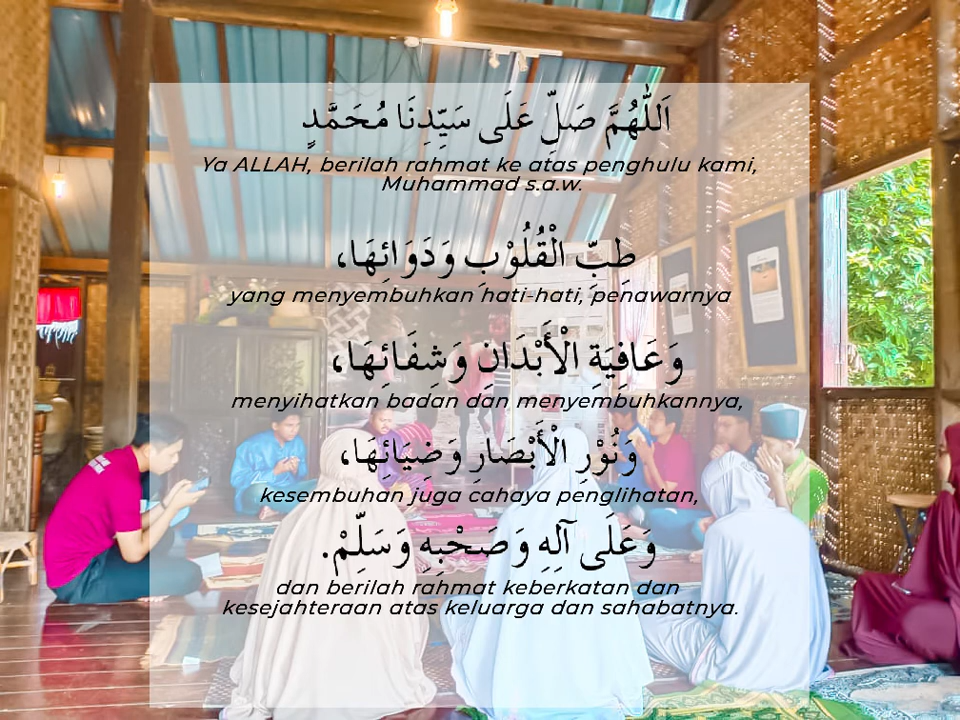 اَللّٰهُمَّ صَلِّ عَلَى سَيِّدِنَا مُحَمَّدٍ
Ya ALLAH, berilah rahmat ke atas penghulu kami,
Muhammad s.a.w.
طِبِّ الْقُلُوْبِ وَدَوَائِهَا،
yang menyembuhkan hati-hati, penawarnya
وَعَافِيَةِ الْأَبْدَانِ وَشِفَائِهَا،
menyihatkan badan dan menyembuhkannya,
وَنُوْرِ الْأَبْصَارِ وَضِيَائِهَا،
kesembuhan juga cahaya penglihatan,
وَعَلَى آلِهِ وَصَحْبِهِ وَسَلِّمْ.
dan berilah rahmat keberkatan dan
kesejahteraan atas keluarga dan sahabatnya.